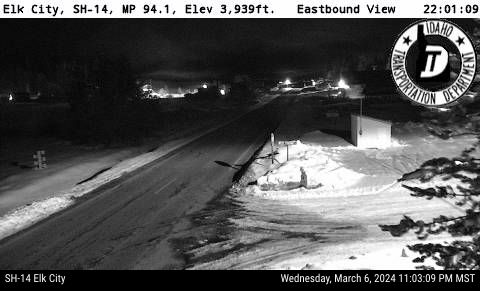 Elk City, SH-14, MP 94.1, Elev 3,939ft. Eastbound View 22:01:09
IDAHO
TRANSPORTATION DEPARTMENT
SH-14 Elk City Wednesday, March 6, 2024 11:03:09 PM MST